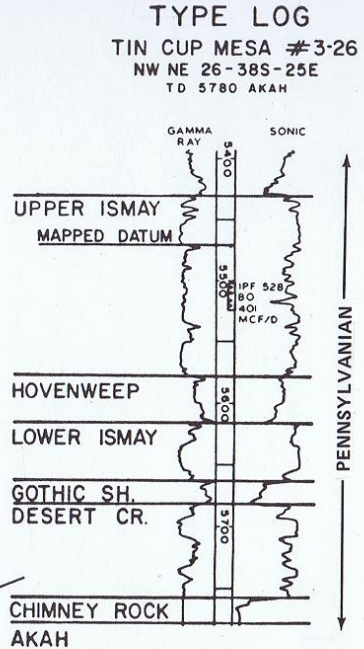 TYPE LOG
TIN CUP MESA #3-26
NW NE 26-38S-25E
TD 5780 AKAH
GAMMA RAY
SONIC
5400
UPPER ISMAY
MAPPED DATUM
5500
IPF 528
BO
401
MCF/D
HOVENWEEP
5600
LOWER ISMAY
GOTHIC SH.
DESERT CR.
5700
CHIMNEY ROCK
AKAH
PENNSYLVANIAN